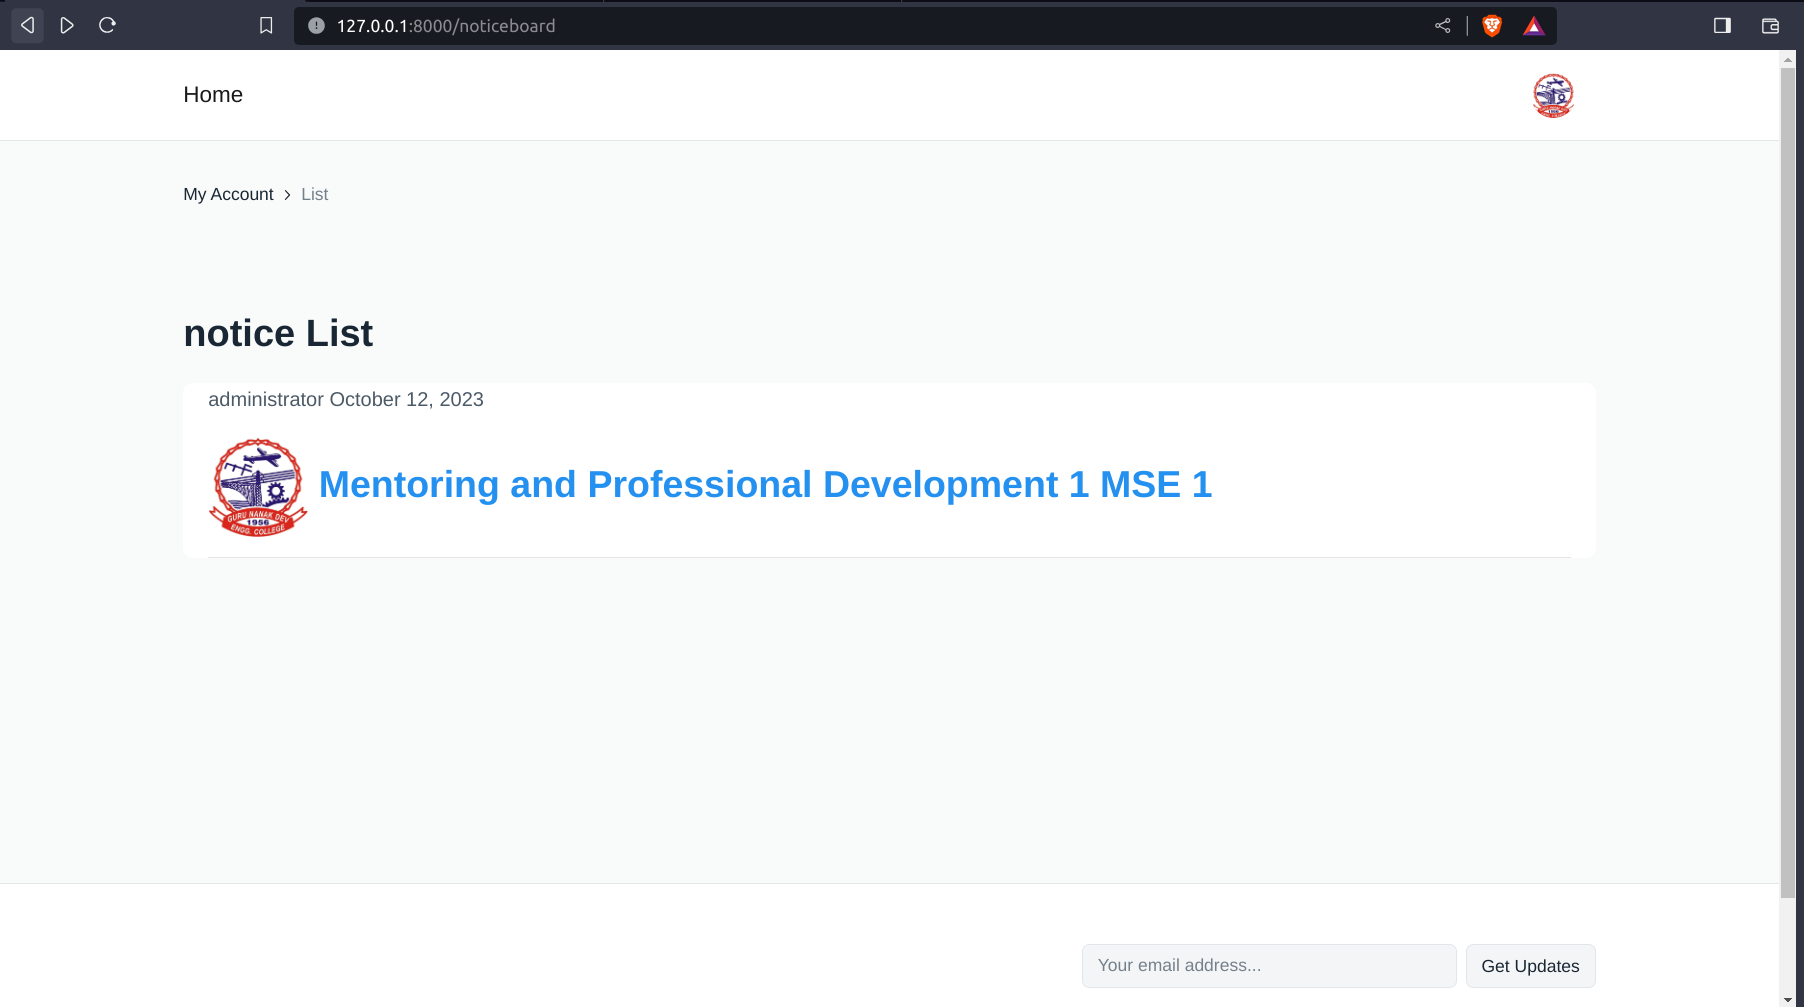 127.0.0.1:8000/noticeboard
Home
My Account > List
notice List
administrator October 12, 2023
Mentoring and Professional Development 1 MSE 1
GURU NANAK DEV
1956
ENGG. COLLEGE
Your email address...
Get Updates